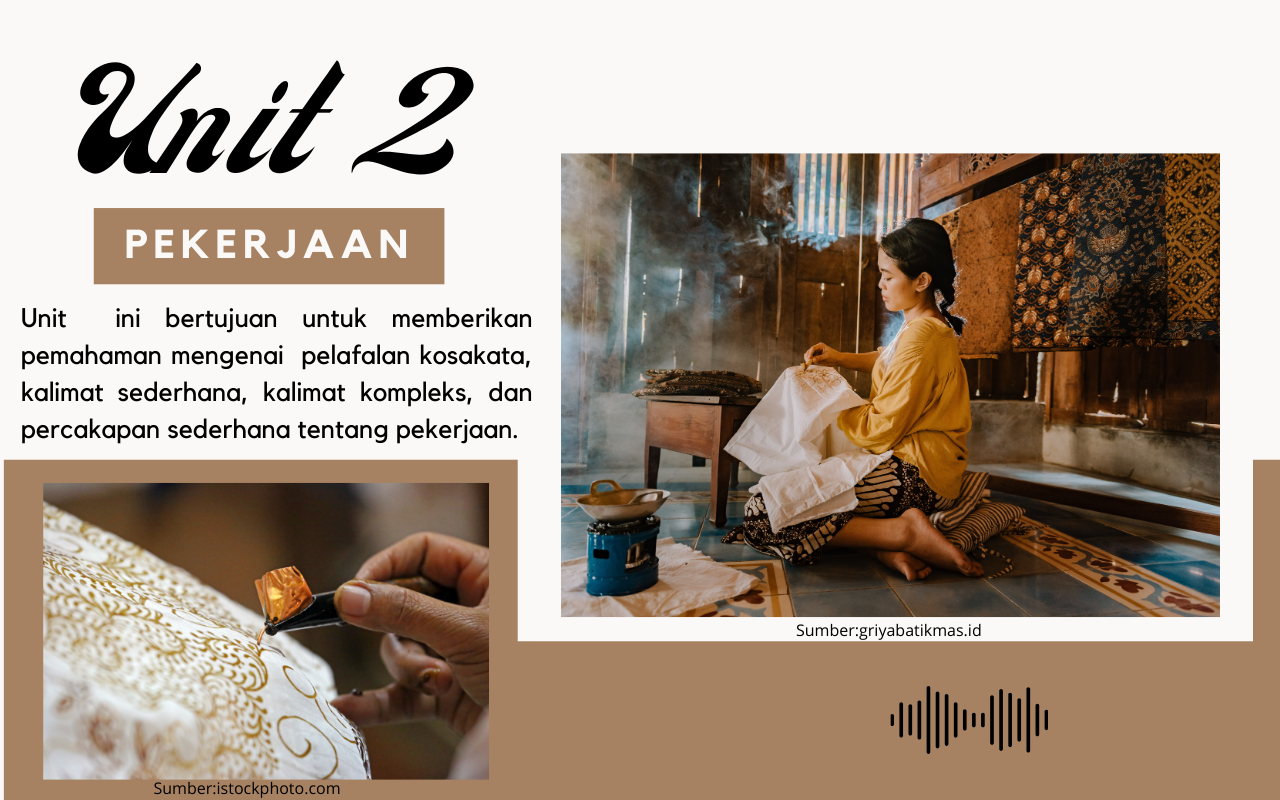 Unit 2
PEKERJAAN
Unit ini bertujuan untuk memberikan
pemahaman mengenai pelafalan kosakata,
kalimat sederhana, kalimat kompleks, dan
percakapan sederhana tentang pekerjaan.
Sumber:griyabatikmas.id
Sumber:istockphoto.com